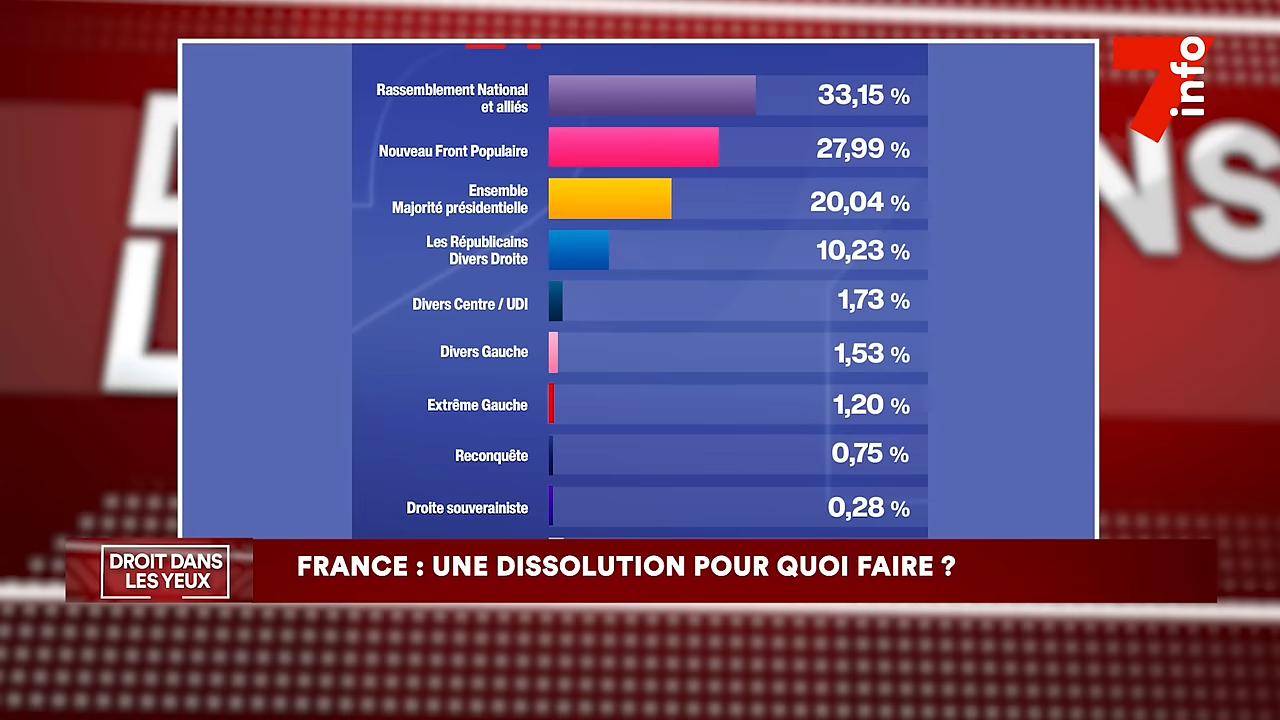 Rassemblement National
et alliés
33,15 %
Nouveau Front Populaire
27,99 %
Ensemble
Majorité présidentielle
20,04 %
Les Républicains
Divers Droite
10,23 %
Divers Centre / UDI
1,73 %
Divers Gauche
1,53 %
Extrême Gauche
1,20 %
Reconquête
0,75 %
Droite souverainiste
0,28 %
7 info
NS
DROIT DANS
LES YEUX
FRANCE : UNE DISSOLUTION POUR QUOI FAIRE ?